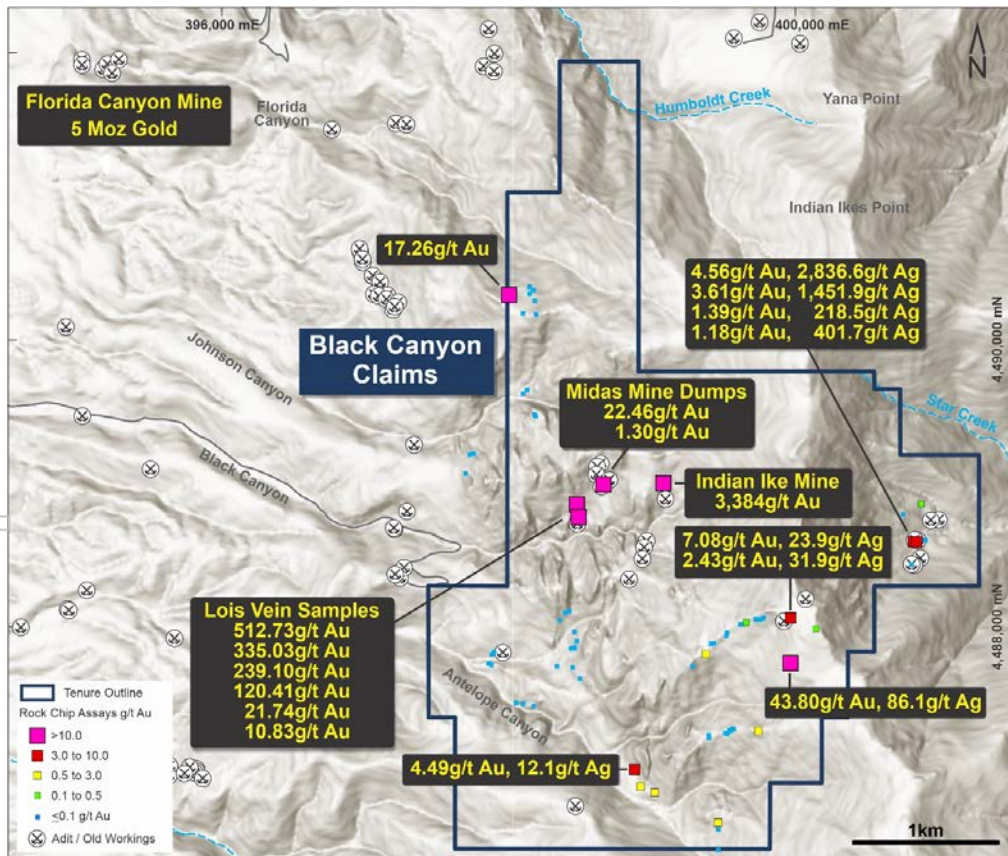 396,000 mE
400,000 mE
N
Florida Canyon Mine
5 Moz Gold
Florida
Canyon
Humboldt Creek
Yana Point
Indian Ikes Point
17.26g/t Au
4.56g/t Au, 2,836.6g/t Ag
3.61g/t Au, 1,451.9g/t Ag
1.39g/t Au, 218.5g/t Ag
1.18g/t Au, 401.7g/t Ag
4,490,000 mN
Black Canyon
Claims
Johnson Canyon
Star Creek
Midas Mine Dumps
22.46g/t Au
1.30g/t Au
Black Canyon
Indian Ike Mine
3,384g/t Au
7.08g/t Au, 23.9g/t Ag
2.43g/t Au, 31.9g/t Ag
Lois Vein Samples
512.73g/t Au
335.03g/t Au
239.10g/t Au
120.41g/t Au
21.74g/t Au
10.83g/t Au
4,488,000 mN
Antelope Canyon
43.80g/t Au, 86.1g/t Ag
4.49g/t Au, 12.1g/t Ag
Tenure Outline
Rock Chip Assays g/t Au
>10.0
3.0 to 10.0
0.5 to 3.0
0.1 to 0.5
≤0.1 g/t Au
Adit / Old Workings
1km